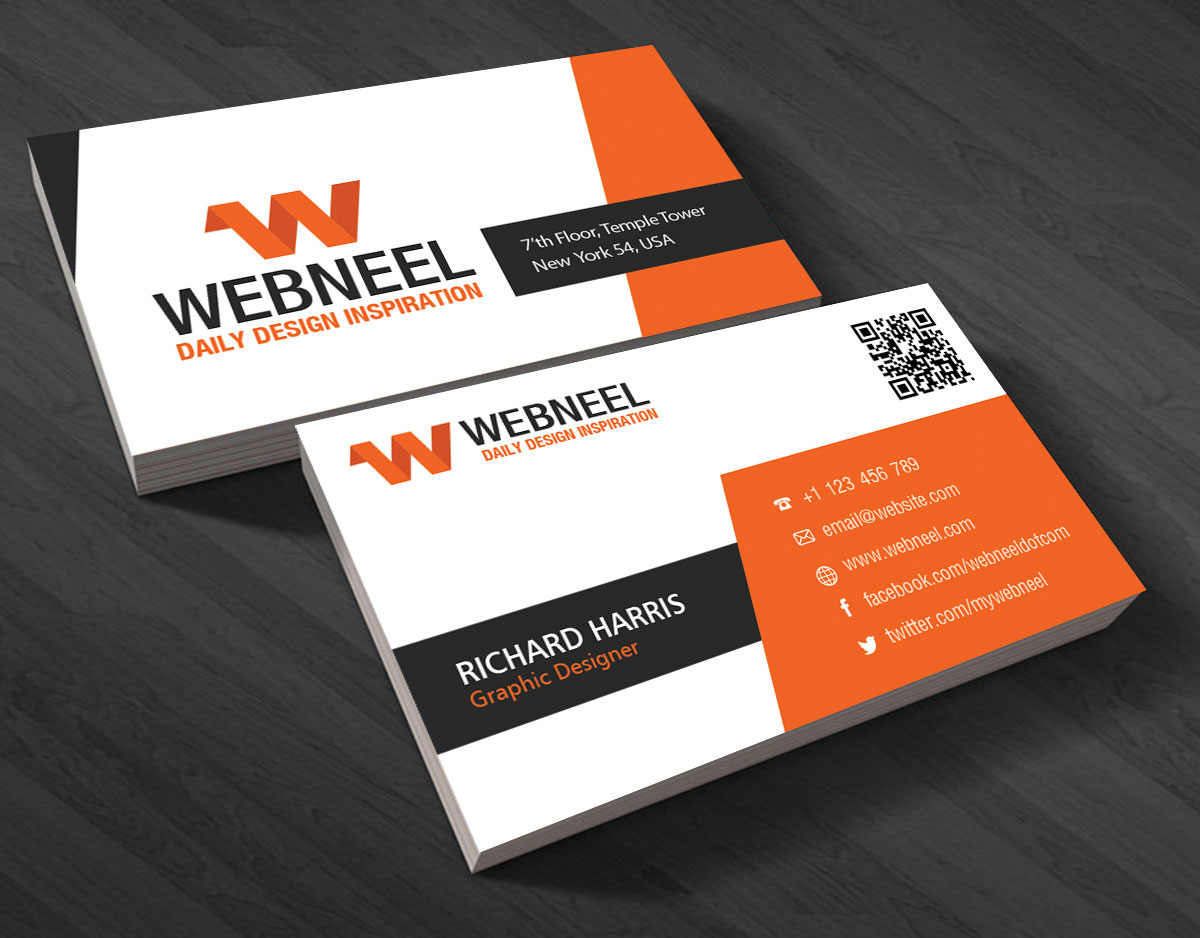 WEBNEEL
DAILY DESIGN INSPIRATION
7'th Floor, Temple Tower
New York 54, USA
WEBNEEL
DAILY DESIGN INSPIRATION
+1 123 456 789
email@website.com
www.webneel.com
facebook.com/webneeldotcom
twitter.com/mywebneel
RICHARD HARRIS
Graphic Designer